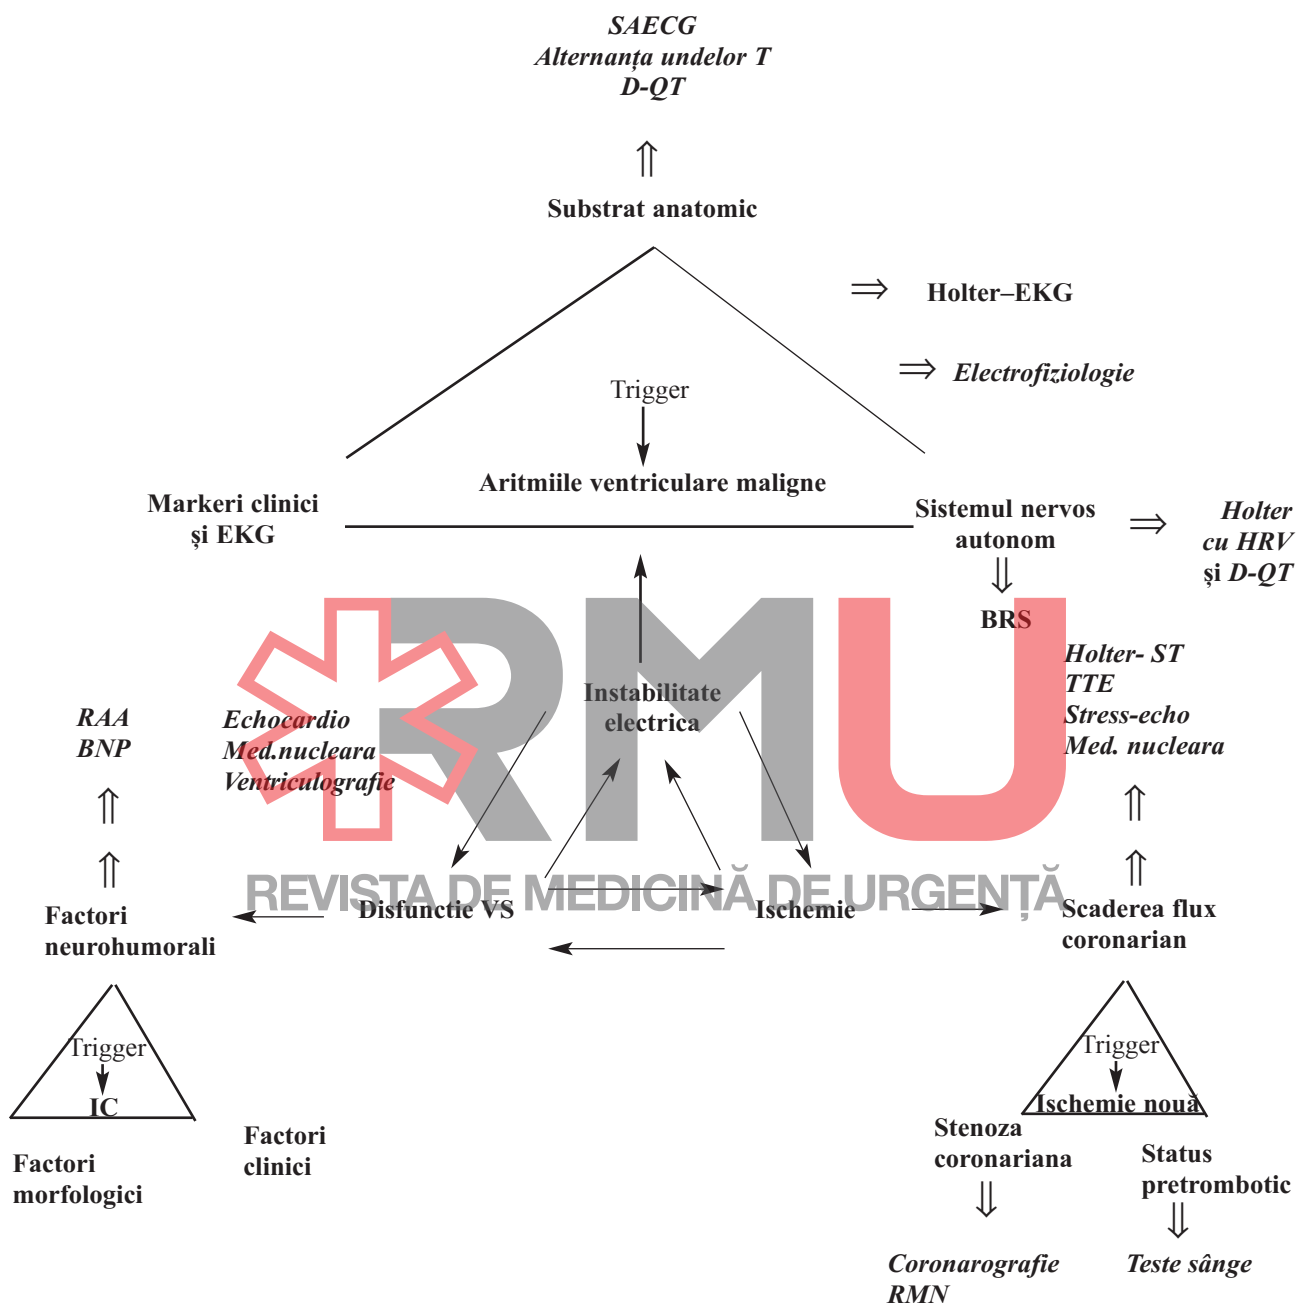 SAECG
Alternanța undelor T
D-QT
Substrat anatomic
Holter–EKG
Electrofiziologie
Trigger
Aritmiile ventriculare maligne
Markeri clinici
și EKG
Sistemul nervos
autonom
Holter
cu HRV
și D-QT
BRS
RMU
Holter- ST
TTE
Stress-echo
Med. nucleara
Instabilitate
electrica
RAA
BNP
Echocardio
Med.nucleara
Ventriculografie
REVISTA DE MEDICINĂ DE URGENȚĂ
Factori
neurohumorali
Disfunctie VS
Ischemie
Scaderea flux
coronarian
Trigger
IC
Factori
morfologici
Factori
clinici
Trigger
Ischemie nouă
Stenoza
coronariana
Status
pretrombotic
Coronarografie
RMN
Teste sânge